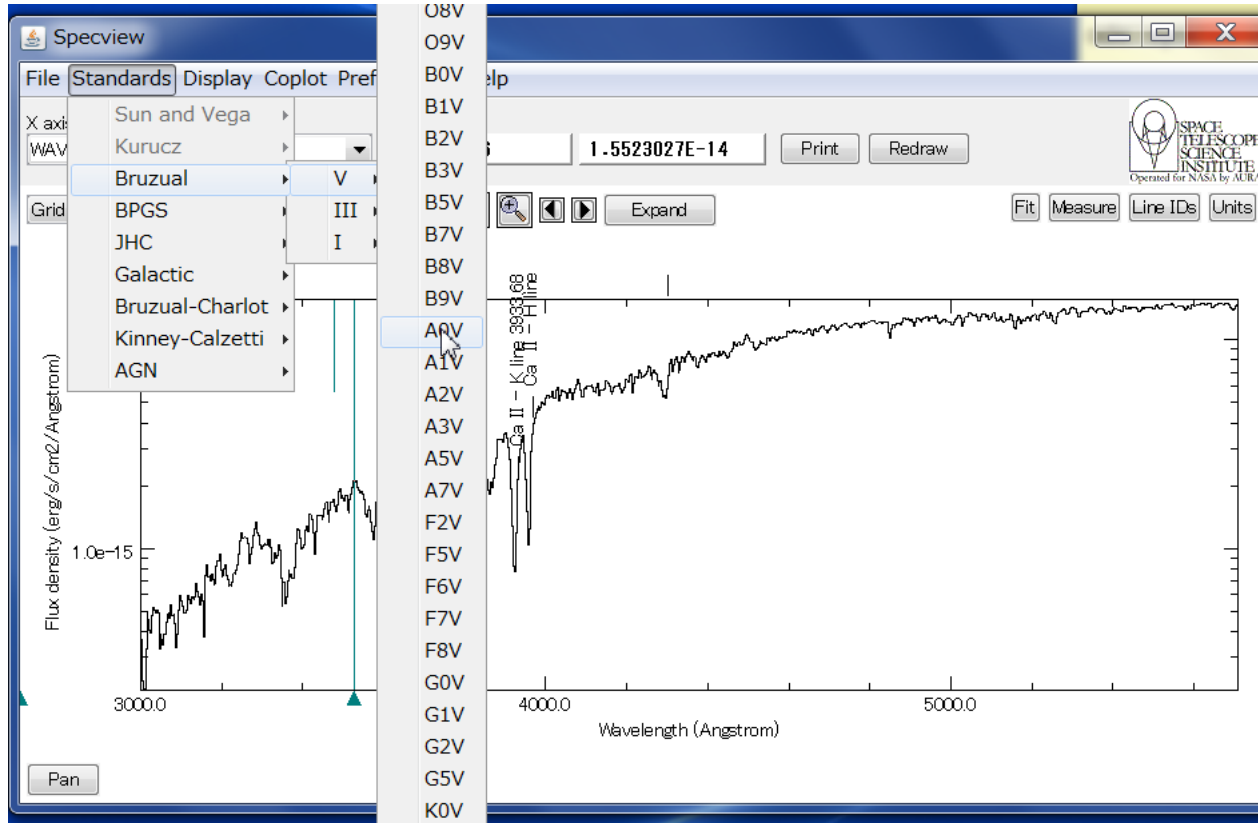 Specview
File Standards Display Coplot Pref elp
X axi
WAV
1.5523027E-14
Print
Redraw
SPACE
TELESCOPE
SCIENCE
INSTITUTE
Operated for NASA by AURA
Grid
Expand
Fit
Measure
Line IDs
Units
Sun and Vega
Kurucz
Bruzual
BPGS
JHC
Galactic
Bruzual-Charlot
Kinney-Calzetti
AGN
V
III
I
O8V
O9V
B0V
B1V
B2V
B3V
B5V
B7V
B8V
B9V
A0V
A1V
A2V
A3V
A5V
A7V
F2V
F5V
F6V
F7V
F8V
G0V
G1V
G2V
G5V
K0V
Ca II - K line 3933.68
Ca II - H line
Flux density (erg/s/cm2/Angstrom)
1.0e-15
3000.0
4000.0
5000.0
Wavelength (Angstrom)
Pan